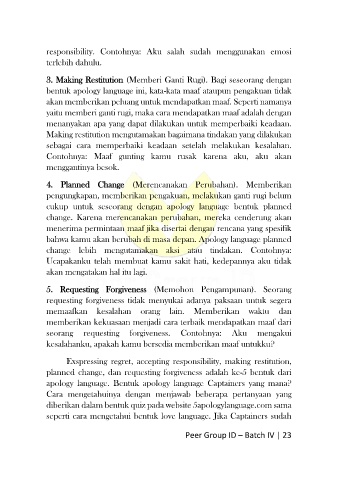 responsibility. Contohnya: Aku salah sudah menggunakan emosi
terlebih dahulu.
3. Making Restitution (Memberi Ganti Rugi). Bagi seseorang dengan
bentuk apology language ini, kata-kata maaf ataupun pengakuan tidak
akan memberikan peluang untuk mendapatkan maaf. Seperti namanya
yaitu memberi ganti rugi, maka cara mendapatkan maaf adalah dengan
menanyakan apa yang dapat dilakukan untuk memperbaiki keadaan.
Making restitution mengutamakan bagaimana tindakan yang dilakukan
sebagai cara memperbaiki keadaan setelah melakukan kesalahan.
Contohnya: Maaf gunting kamu rusak karena aku, aku akan
menggantinya besok.
4. Planned Change (Merencanakan Perubahan). Memberikan
pengungkapan, memberikan pengakuan, melakukan ganti rugi belum
cukup untuk seseorang dengan apology language bentuk planned
change. Karena merencanakan perubahan, mereka cenderung akan
menerima permintaan maaf jika disertai dengan rencana yang spesifik
bahwa kamu akan berubah di masa depan. Apology language planned
change lebih mengutamakan aksi atau tindakan. Contohnya:
Ucapakanku telah membuat kamu sakit hati, kedepannya aku tidak
akan mengatakan hal itu lagi.
5. Requesting Forgiveness (Memohon Pengampunan). Seorang
requesting forgiveness tidak menyukai adanya paksaan untuk segera
memaafkan kesalahan orang lain. Memberikan waktu dan
memberikan kekuasaan menjadi cara terbaik mendapatkan maaf dari
seorang requesting forgiveness. Contohnya: Aku mengakui
kesalahanku, apakah kamu bersedia memberikan maaf untukku?
Exspressing regret, accepting responsibility, making restitution,
planned change, dan requesting forgiveness adalah ke-5 bentuk dari
apology language. Bentuk apology language Captainers yang mana?
Cara mengetahuinya dengan menjawab beberapa pertanyaan yang
diberikan dalam bentuk quiz pada website 5apologylanguage.com sama
seperti cara mengetahui bentuk love language. Jika Captainers sudah
Peer Group ID – Batch IV | 23